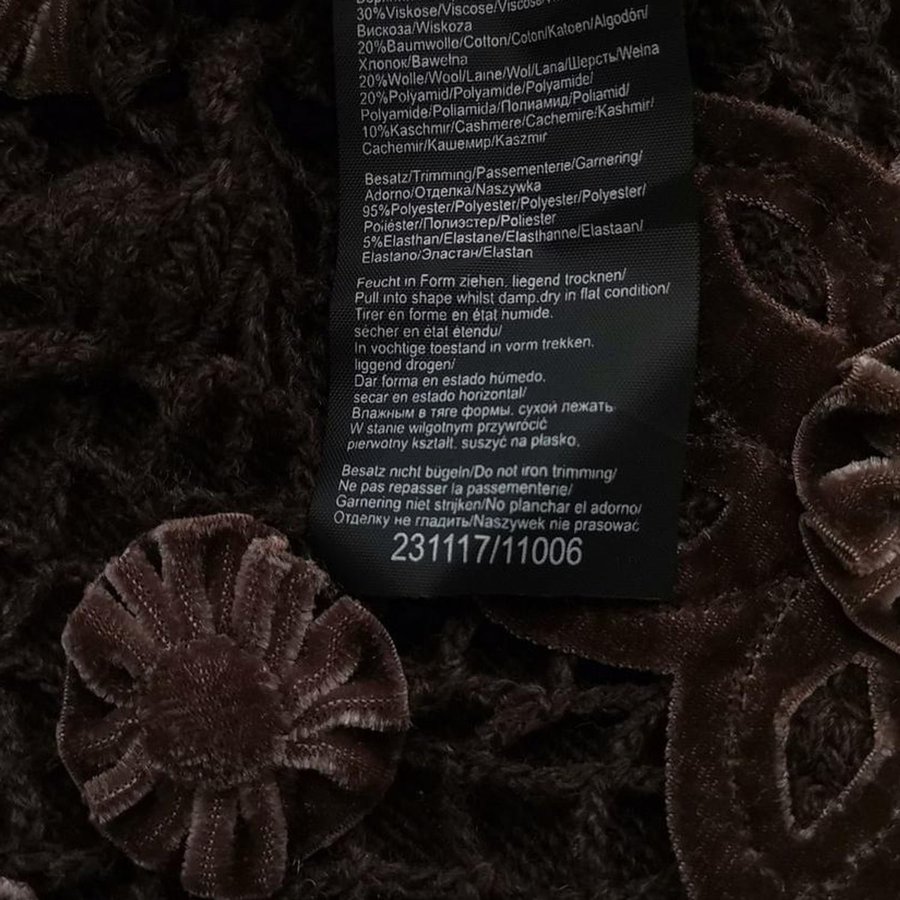 30%Viskose/Viscose/Viscose/
Вискоза/Wiskoza
20%Baumwolle/Cotton/Coton/Katoen/Algodón/
Хлопок/Bawełna
20%Wolle/Wool/Laine/Wol/Lana/Шерсть/Wełna
20%Polyamid/Polyamide/Polyamide/
Polyamide/Poliamida/Полиамид/Poliamid/
10%Kaschmir/Cashmere/Cachemire/Kashmir/
Cachemir/Кашемир/Kaszmir
Besatz/Trimming/Passementerie/Garnering/
Adorno/Отделка/Naszywka
95%Polyester/Polyester/Polyester/Polyester/
Poliéster/Полиэстер/Poliester
5%Elasthan/Elastane/Elasthanne/Elastaan/
Elastano/Эластан/Elastan
Feucht in Form ziehen. liegend trocknen/
Pull into shape whilst damp.dry in flat condition/
Tirer en forme en état humide.
sécher en état étendu/
In vochtige toestand in vorm trekken.
liggend drogen/
Dar forma en estado húmedo.
secar en estado horizontal/
Влажным в тяге формы. сухой лежать
W stanie wilgotnym przywrócić
pierwotny kształt. suszyć na płasko.
Besatz nicht bügeln/Do not iron trimming/
Ne pas repasser la passementerie/
Garnering niet strijken/No planchar el adorno/
Отделку не гладить/Naszywek nie prasować
231117/11006